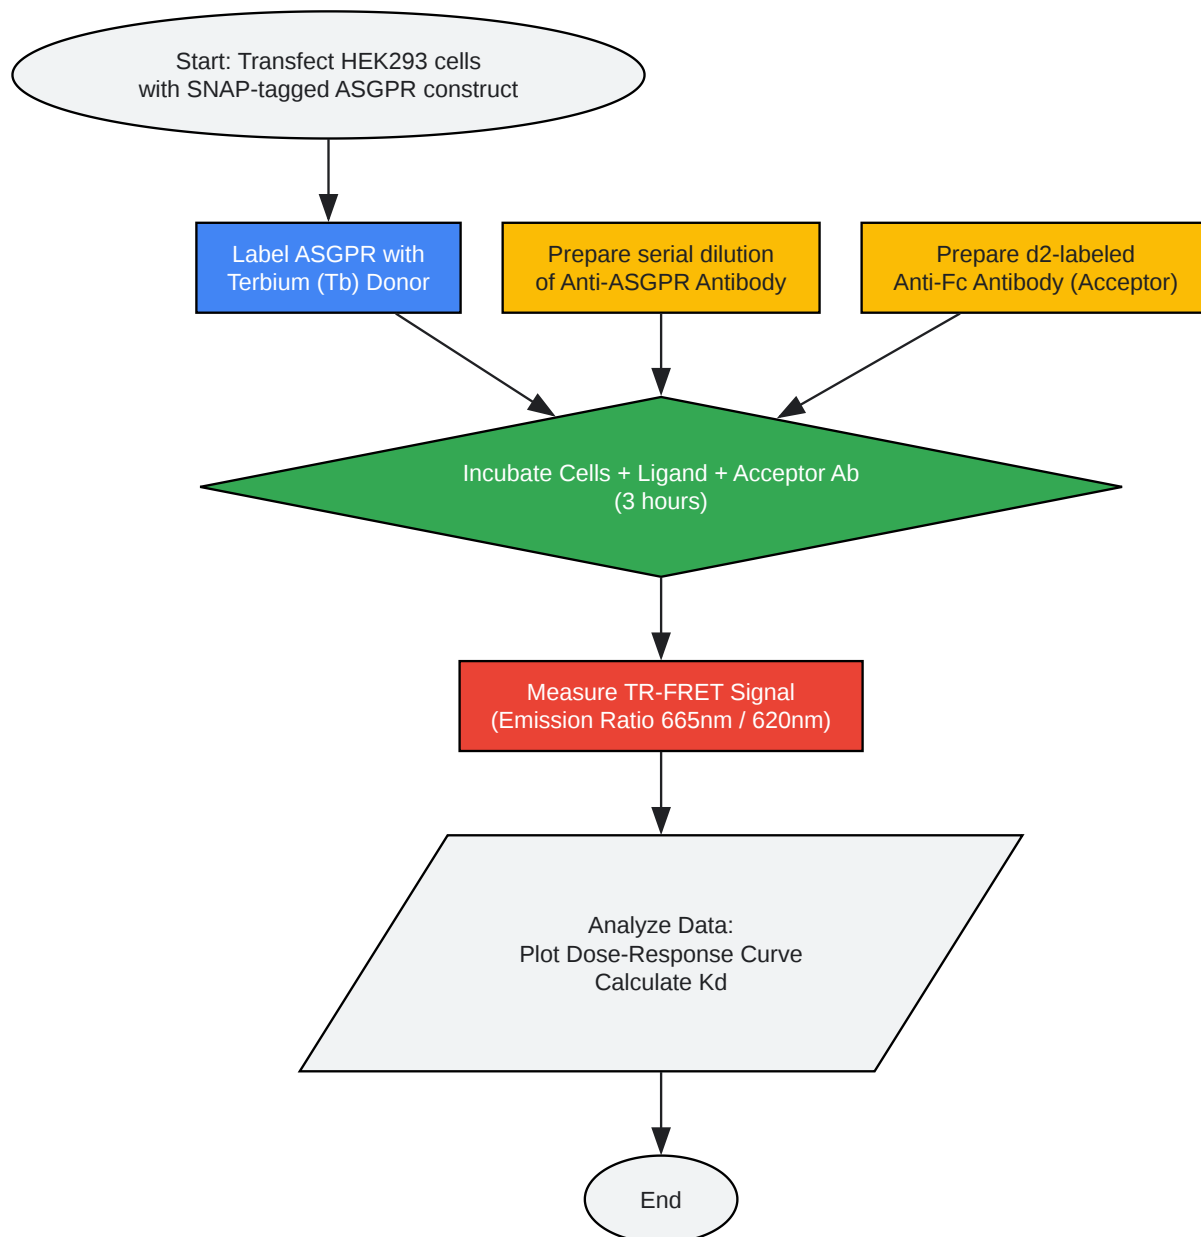 Start: Transfect HEK293 cells
with SNAP-tagged ASGPR construct
Label ASGPR with
Terbium (Tb) Donor
Prepare serial dilution
of Anti-ASGPR Antibody
Prepare d2-labeled
Anti-Fc Antibody (Acceptor)
Incubate Cells + Ligand + Acceptor Ab
(3 hours)
Measure TR-FRET Signal
(Emission Ratio 665nm / 620nm)
Analyze Data:
Plot Dose-Response Curve
Calculate Kd
End